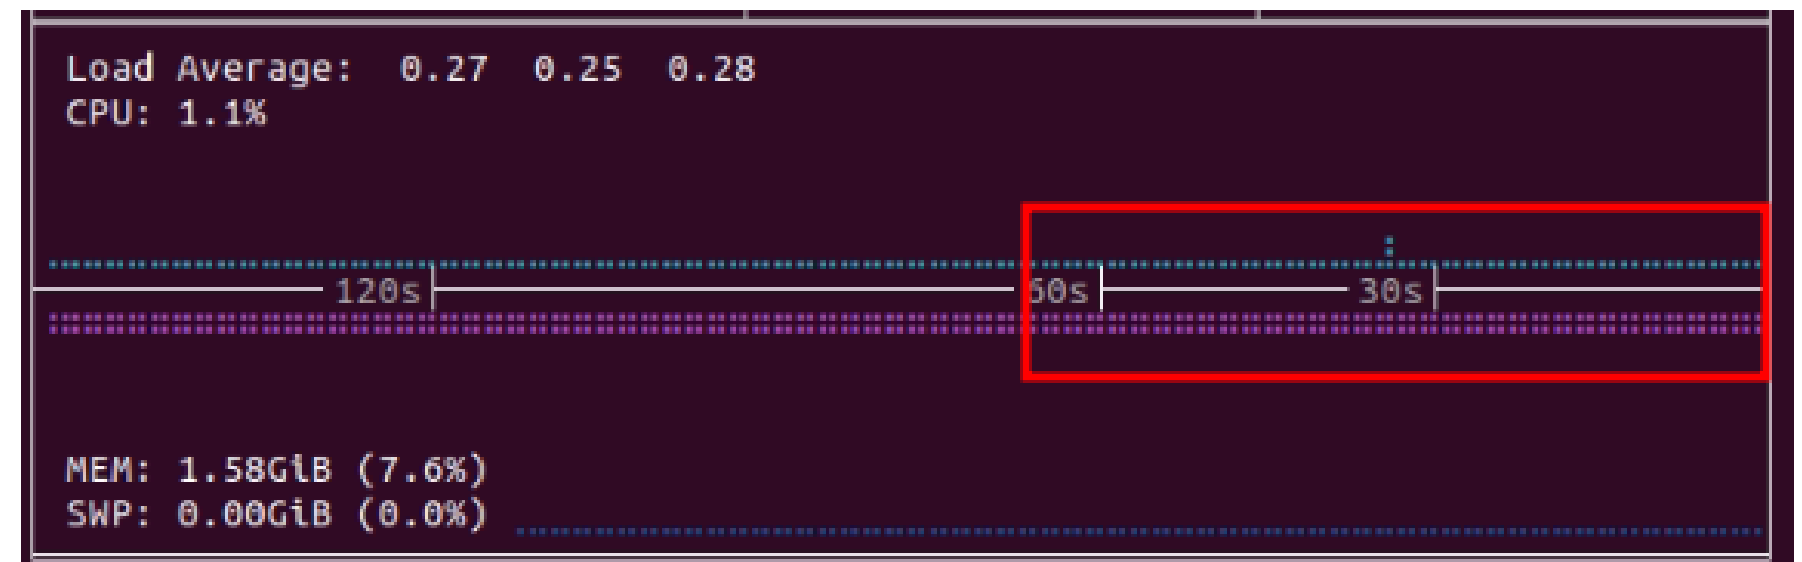 Load Average: 0.27 0.25 0.28
CPU: 1.1%
120s 60s 30s
MEM: 1.58GiB (7.6%)
SWP: 0.00GiB (0.0%)